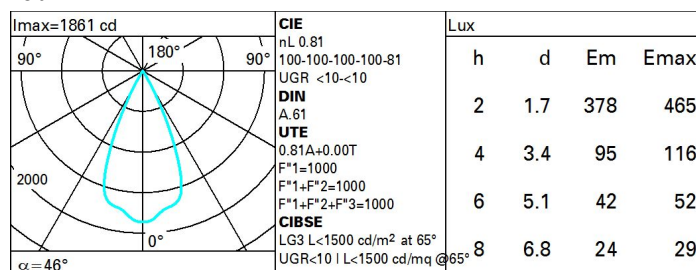 Imax=1861 cd
90°
180°
90°
2000
0°
α=46°
CIE
nL 0.81
100-100-100-100-81
UGR <10-<10
DIN
A.61
UTE
0.81A+0.00T
F"1=1000
F"1+F"2=1000
F"1+F"2+F"3=1000
CIBSE
LG3 L<1500 cd/m² at 65°
UGR<10 | L<1500 cd/mq @65°
Lux
h d Em Emax
2 1.7 378 465
4 3.4 95 116
6 5.1 42 52
8 6.8 24 29